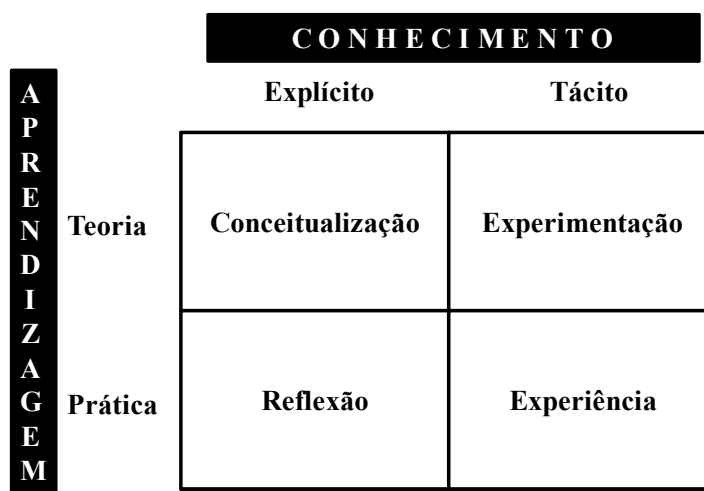 CONHECIMENTO
Explícito Tácito
APRENDIZAGEM
Teoria Conceitualização Experimentação
Prática Reflexão Experiência